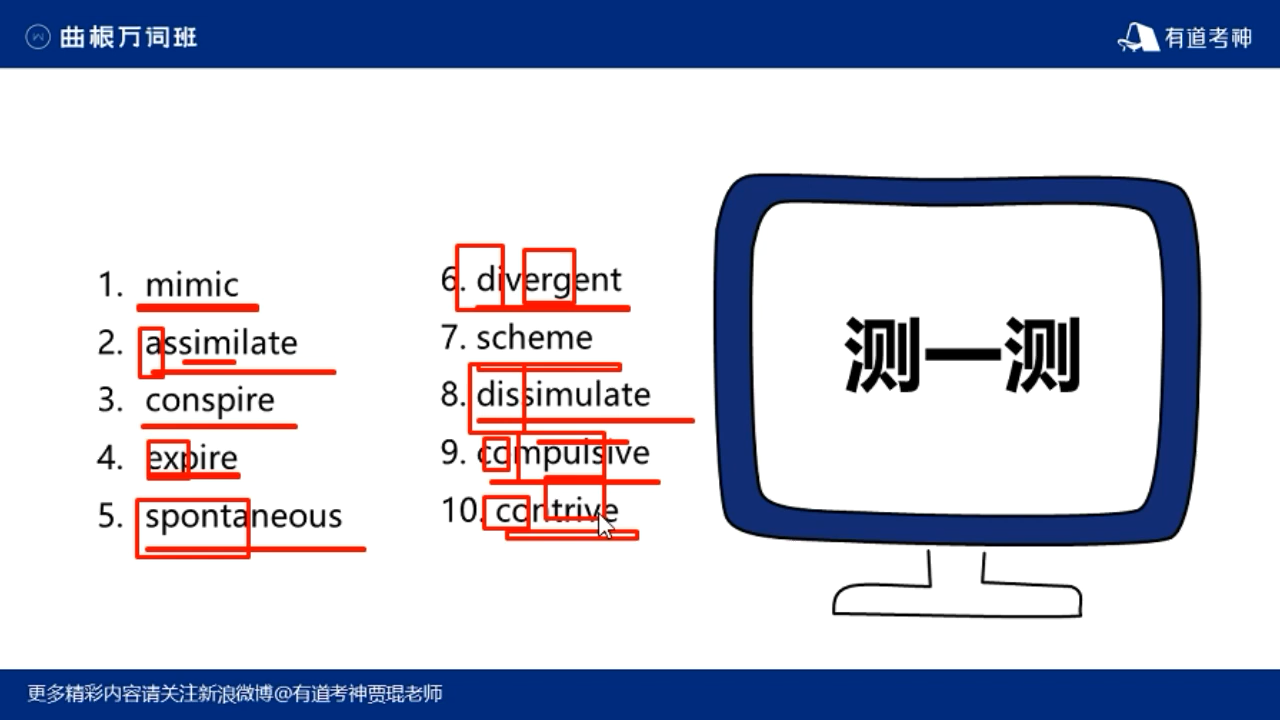 曲根万词班
有道考神
1. mimic
2. assimilate
3. conspire
4. expire
5. spontaneous
6. divergent
7. scheme
8. dissimulate
9. compulsive
10. contrive
测一测
更多精彩内容请关注新浪微博@有道考神贾琨老师